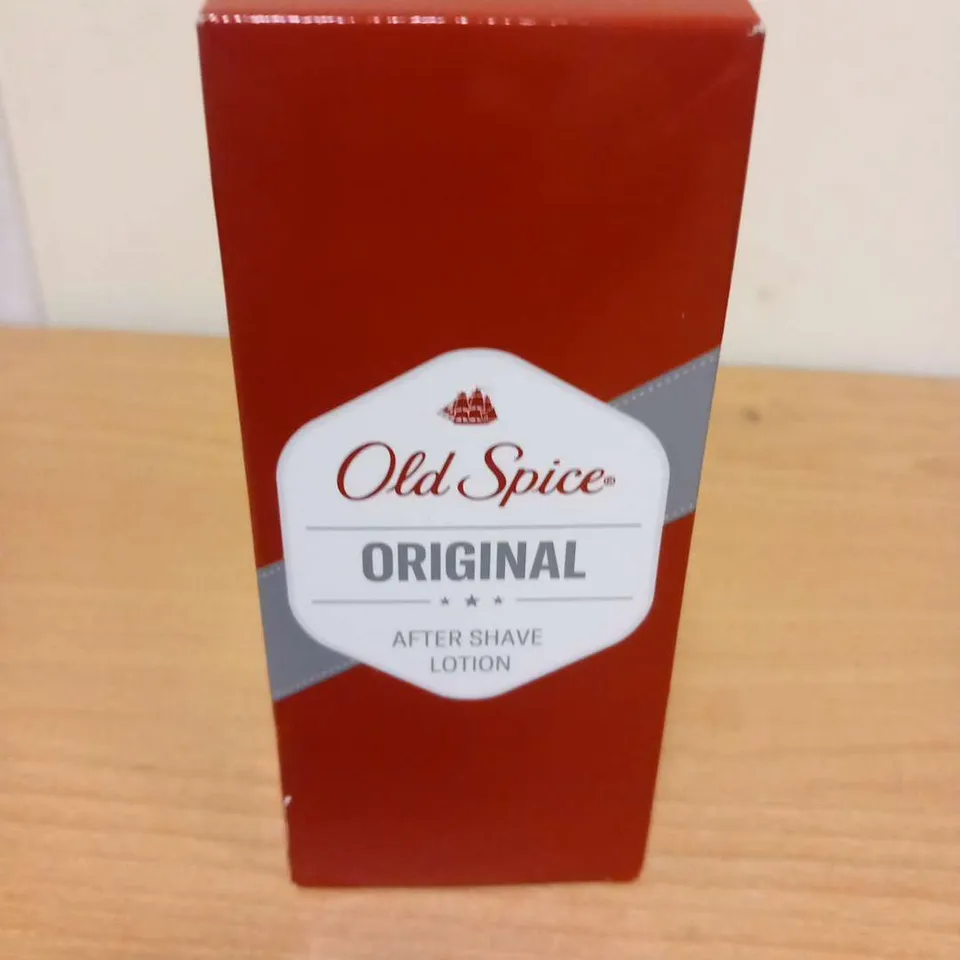 Old Spice®
ORIGINAL
AFTER SHAVE
LOTION